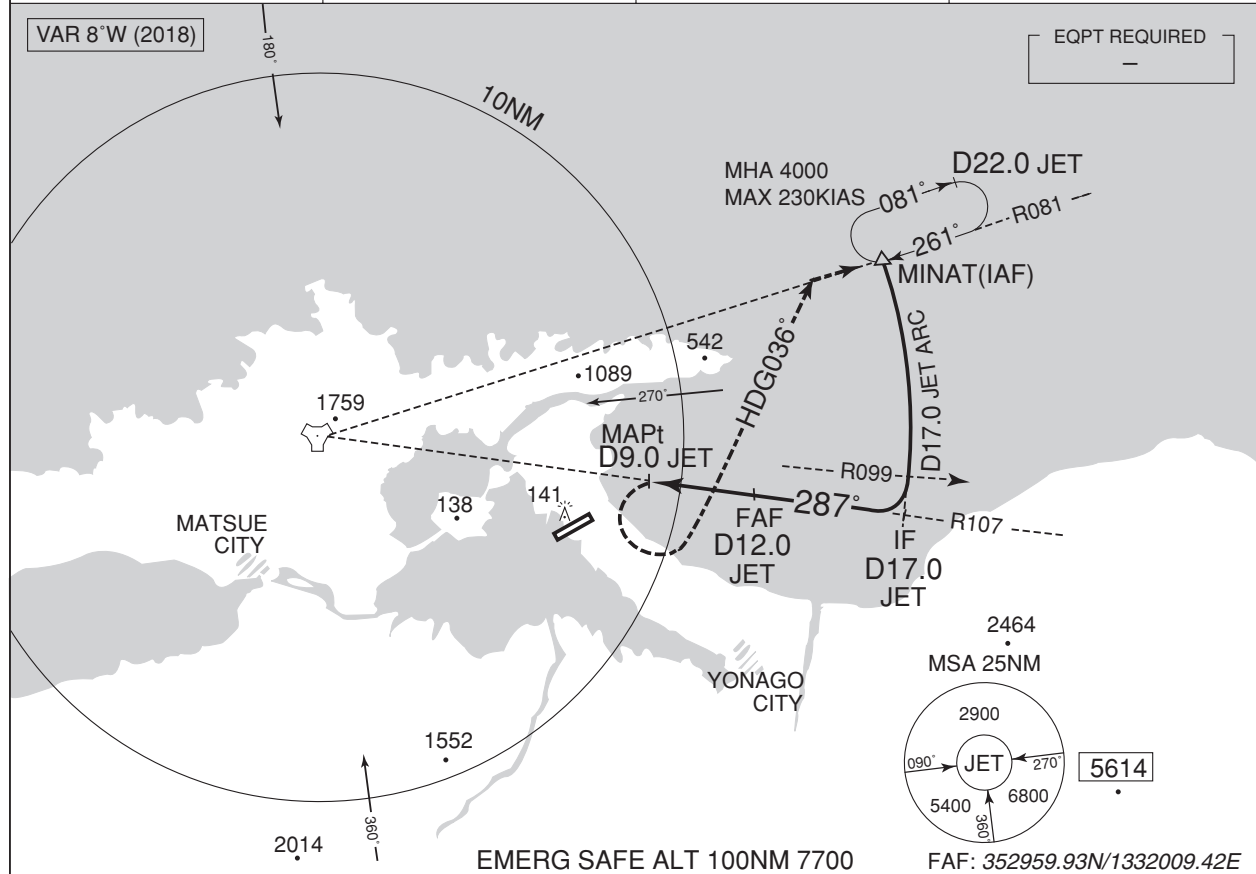 VAR 8°W (2018)
180°
EQPT REQUIRED
–
10NM
MHA 4000
MAX 230KIAS
D22.0 JET
081°
R081
261°
MINAT(IAF)
HDG036°
D17.0 JET ARC
542
1089
270°
1759
MAPt
D9.0 JET
R099
141
138
FAF
D12.0
JET
287°
R107
IF
D17.0
JET
MATSUE
CITY
2464
MSA 25NM
YONAGO
CITY
2900
090°
JET
270°
5614
5400
6800
360°
1552
360°
2014
EMERG SAFE ALT 100NM 7700
FAF: 352959.93N/1332009.42E